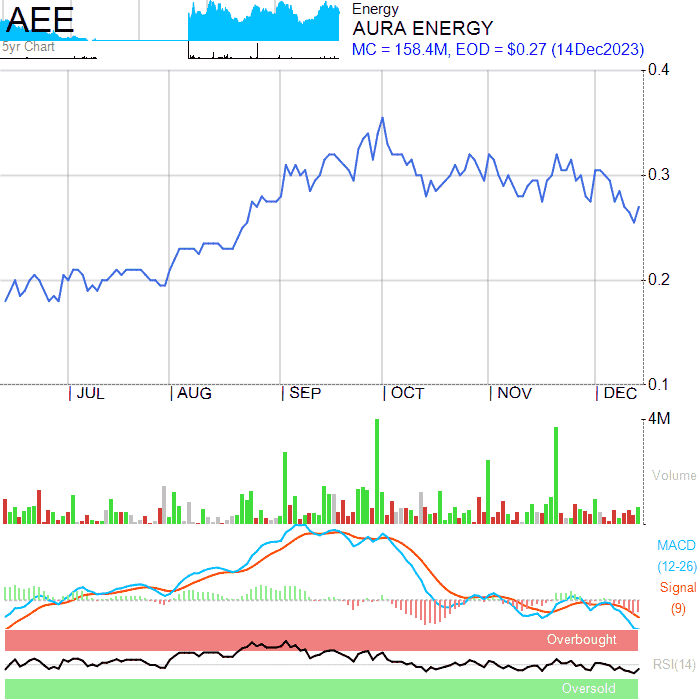 AEE
5yr Chart
Energy
AURA ENERGY
MC = 158.4M, EOD = $0.27 (14Dec2023)
0.4
0.3
0.2
0.1
JUL
AUG
SEP
OCT
NOV
DEC
4M
Volume
MACD
(12-26)
Signal
(9)
Overbought
RSI(14)
Oversold